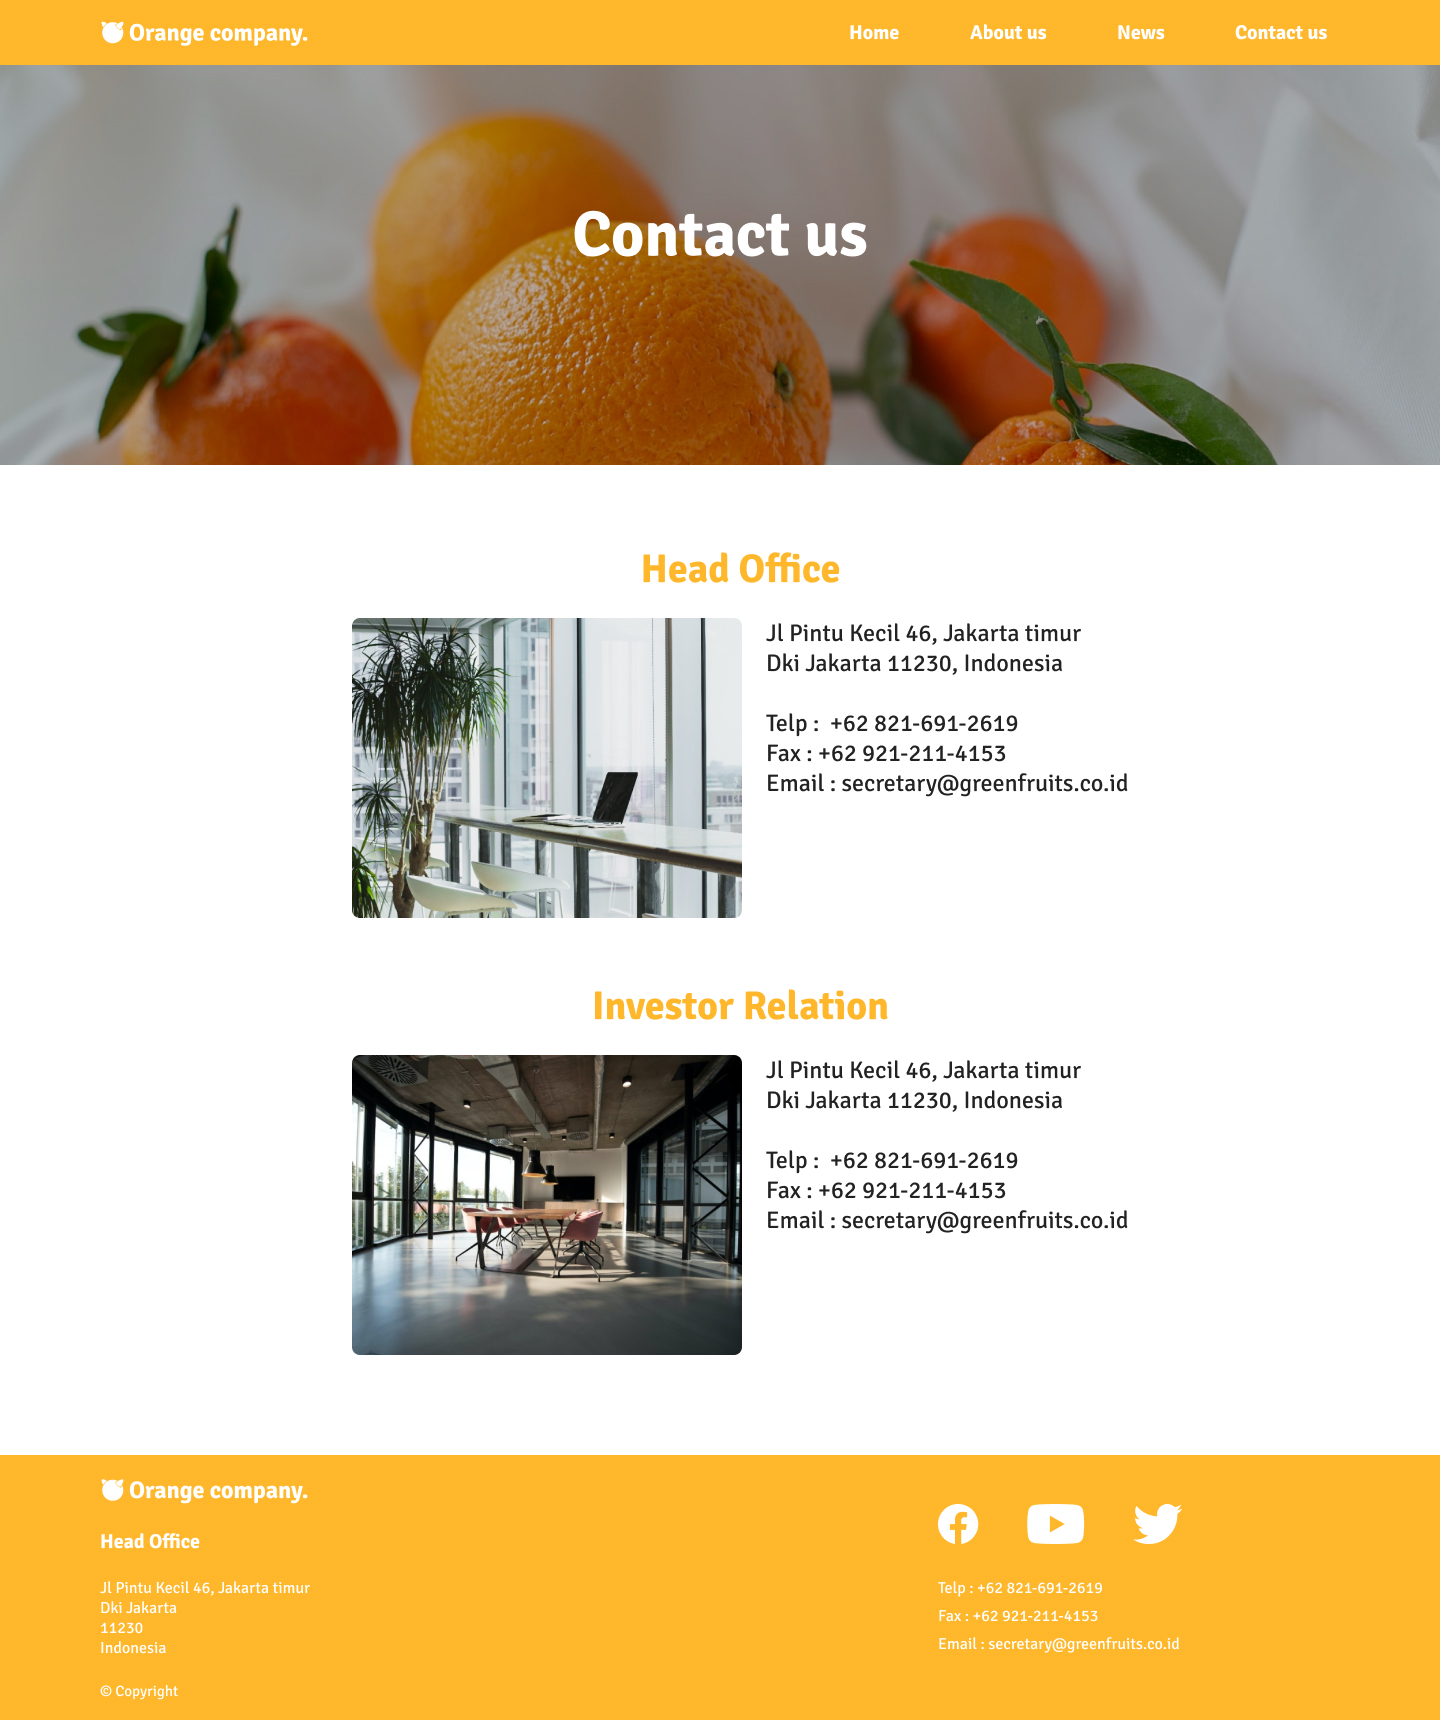 Orange company.
Home
About us
News
Contact us
Contact us
Head Office
Jl Pintu Kecil 46, Jakarta timur
Dki Jakarta 11230, Indonesia
Telp :  +62 821-691-2619
Fax : +62 921-211-4153
Email : secretary@greenfruits.co.id
Investor Relation
Jl Pintu Kecil 46, Jakarta timur
Dki Jakarta 11230, Indonesia
Telp :  +62 821-691-2619
Fax : +62 921-211-4153
Email : secretary@greenfruits.co.id
Orange company.
Head Office
Jl Pintu Kecil 46, Jakarta timur
Dki Jakarta
11230
Indonesia
© Copyright
Telp : +62 821-691-2619
Fax : +62 921-211-4153
Email : secretary@greenfruits.co.id